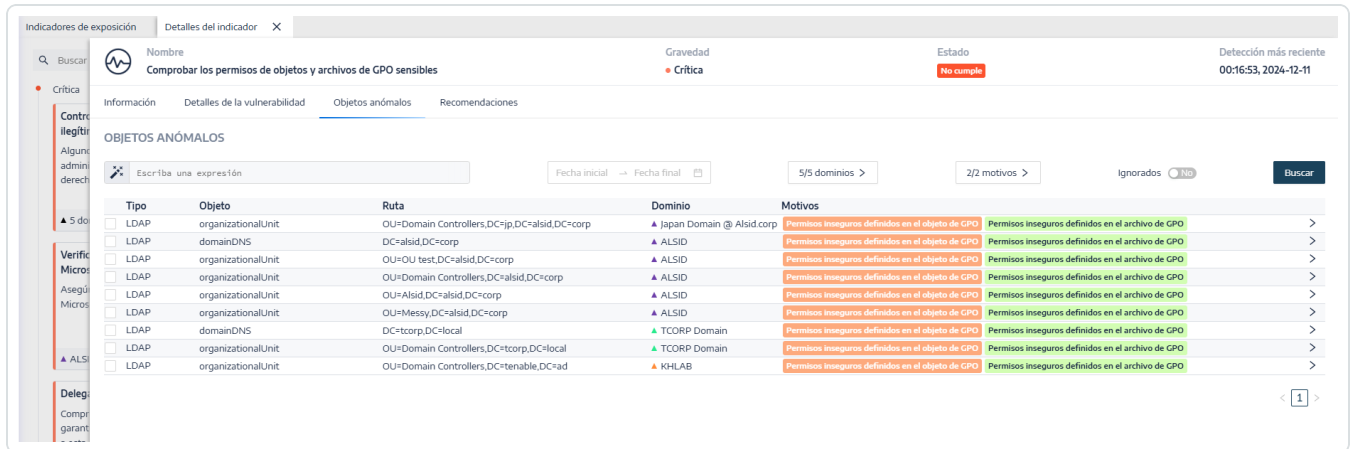 Indicadores de exposición Detalles del indicador
Buscar
Crítica
Algunc
5 do
Micros
ALSI
Compr
garant
Nombre Gravedad Estado Detección más reciente
Comprobar los permisos de objetos y archivos de GPO sensibles Crítica No cumple 00:16:53, 2024-12-11
Información Detalles de la vulnerabilidad Objetos anómalos Recomendaciones
OBJETOS ANÓMALOS
Escriba una expresión Fecha inicial → Fecha final 5/5 dominios > 2/2 motivos > Ignorados No Buscar
Tipo Objeto Ruta Dominio Motivos
LDAP organizationalUnit OU=Domain Controllers,DC=jp,DC=alsid,DC=corp Japan Domain @ Alsid.corp Permisos inseguros definidos en el objeto de GPO Permisos inseguros definidos en el archivo de GPO >
LDAP domainDNS DC=alsid,DC=corp ALSID Permisos inseguros definidos en el objeto de GPO Permisos inseguros definidos en el archivo de GPO >
LDAP organizationalUnit OU=OU test,DC=alsid,DC=corp ALSID Permisos inseguros definidos en el objeto de GPO Permisos inseguros definidos en el archivo de GPO >
LDAP organizationalUnit OU=Domain Controllers,DC=alsid,DC=corp ALSID Permisos inseguros definidos en el objeto de GPO Permisos inseguros definidos en el archivo de GPO >
LDAP organizationalUnit OU=Alsid,DC=alsid,DC=corp ALSID Permisos inseguros definidos en el objeto de GPO Permisos inseguros definidos en el archivo de GPO >
LDAP organizationalUnit OU=Messy,DC=alsid,DC=corp ALSID Permisos inseguros definidos en el objeto de GPO Permisos inseguros definidos en el archivo de GPO >
LDAP domainDNS DC=tcorp,DC=local TCORP Domain Permisos inseguros definidos en el objeto de GPO Permisos inseguros definidos en el archivo de GPO >
LDAP organizationalUnit OU=Domain Controllers,DC=tcorp,DC=local TCORP Domain Permisos inseguros definidos en el objeto de GPO Permisos inseguros definidos en el archivo de GPO >
LDAP organizationalUnit OU=Domain Controllers,DC=tenable,DC=ad KHLAB Permisos inseguros definidos en el objeto de GPO Permisos inseguros definidos en el archivo de GPO >
< 1 >